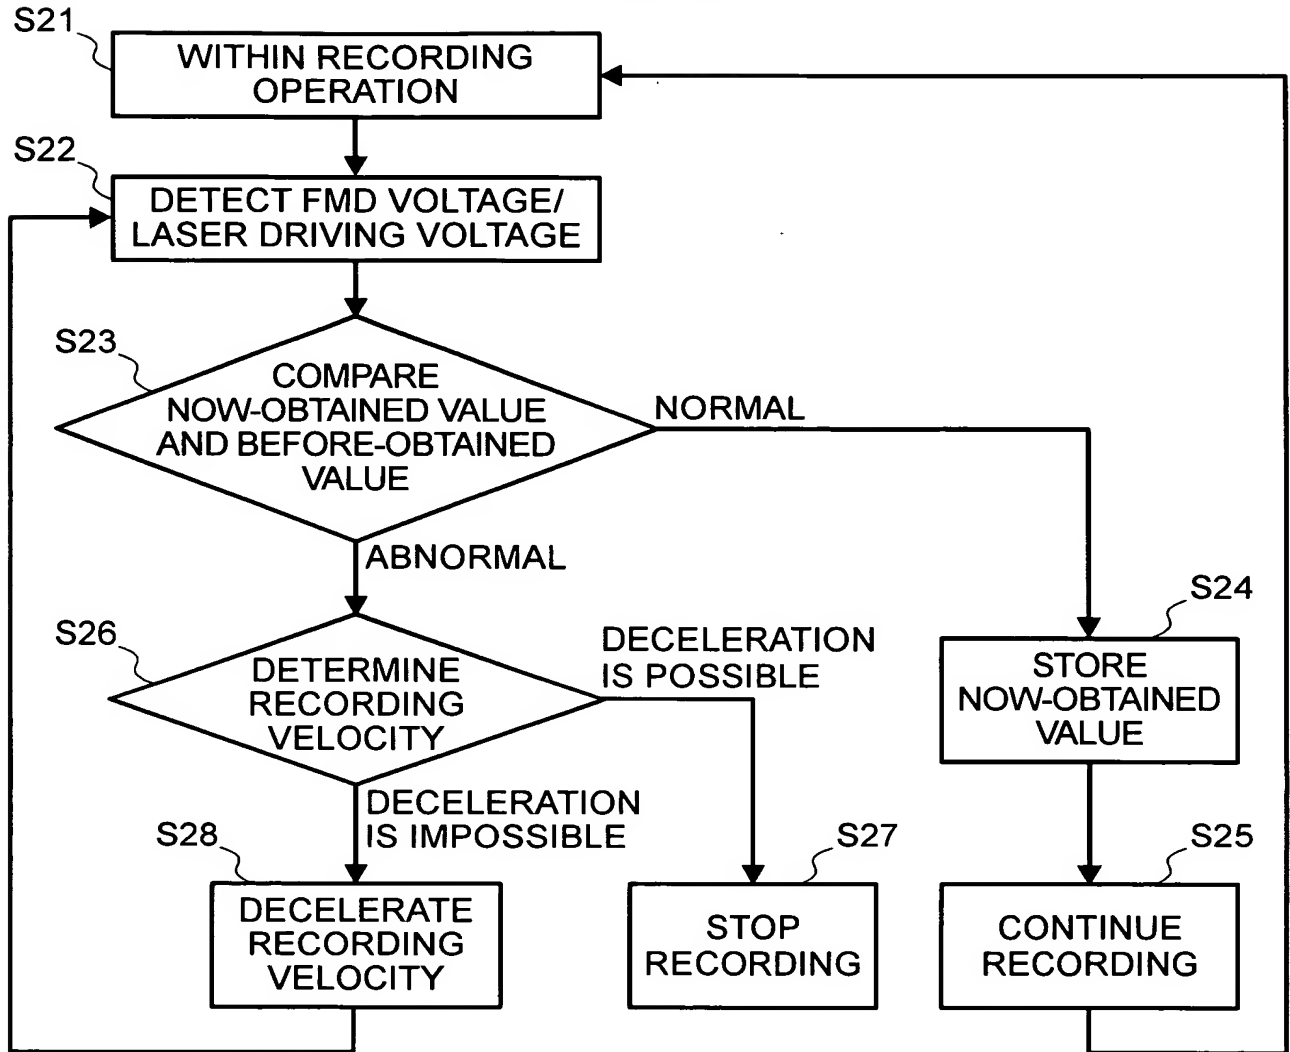 S21
WITHIN RECORDING
OPERATION
S22
DETECT FMD VOLTAGE/
LASER DRIVING VOLTAGE
S23
COMPARE
NOW-OBTAINED VALUE
AND BEFORE-OBTAINED
VALUE
NORMAL
ABNORMAL
S24
STORE
NOW-OBTAINED
VALUE
S26
DETERMINE
RECORDING
VELOCITY
DECELERATION
IS POSSIBLE
DECELERATION
IS IMPOSSIBLE
S28
DECELERATE
RECORDING
VELOCITY
S27
STOP
RECORDING
S25
CONTINUE
RECORDING